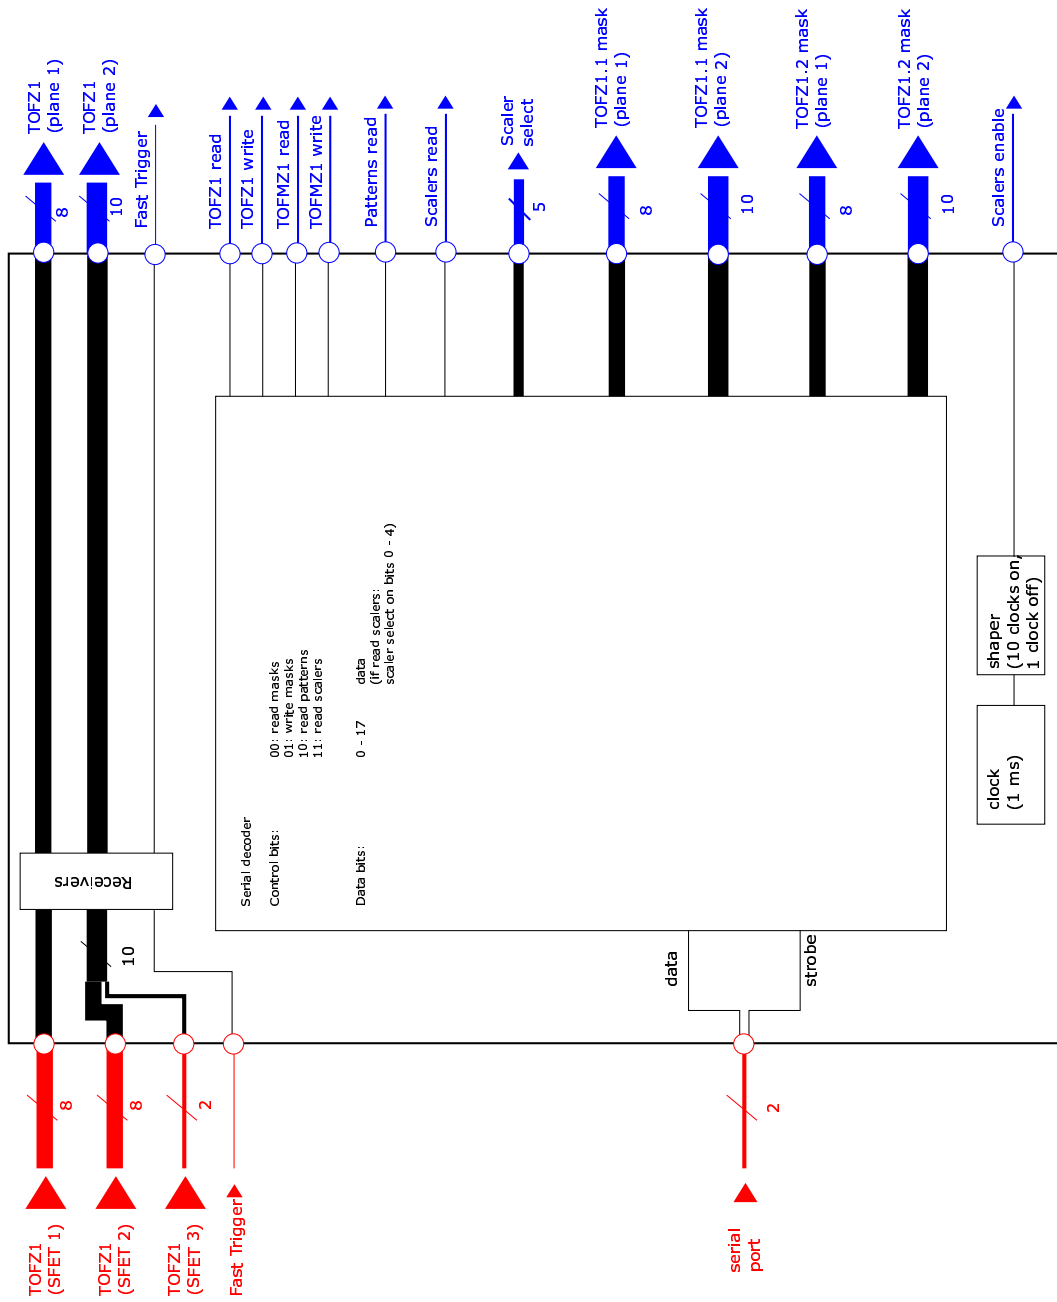 TOFZ1
(plane 1)
TOFZ1
(plane 2)
Fast Trigger
TOFZ1 read
TOFZ1 write
TOFMZ1 read
TOFMZ1 write
Patterns read
Scalers read
Scaler
select
TOFZ1.1 mask
(plane 1)
TOFZ1.1 mask
(plane 2)
TOFZ1.2 mask
(plane 1)
TOFZ1.2 mask
(plane 2)
Scalers enable
8
10
5
8
10
8
10
Receivers
10
Serial decoder
Control bits:
00: read masks
01: write masks
10: read patterns
11: read scalers
Data bits:
0 - 17
data
(if read scalers:
scaler select on bits 0 - 4)
shaper
(10 clocks on,
1 clock off)
clock
(1 ms)
data
strobe
8
8
2
2
TOFZ1
(SFET 1)
TOFZ1
(SFET 2)
TOFZ1
(SFET 3)
Fast Trigger
serial
port